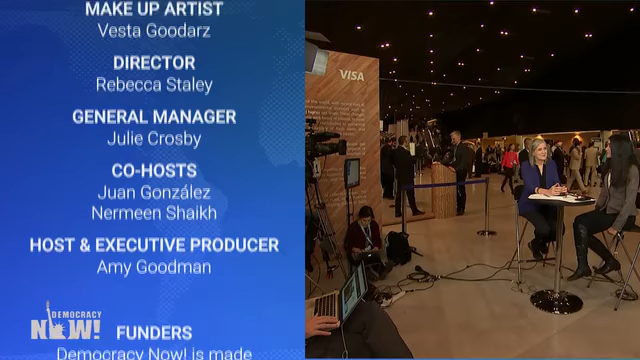 MAKE UP ARTIST
Vesta Goodarz
DIRECTOR
Rebecca Staley
GENERAL MANAGER
Julie Crosby
CO-HOSTS
Juan González
Nermeen Shaikh
HOST & EXECUTIVE PRODUCER
Amy Goodman
DEMOCRACY
NOW!
FUNDERS
Democracy Now! is made
VISA